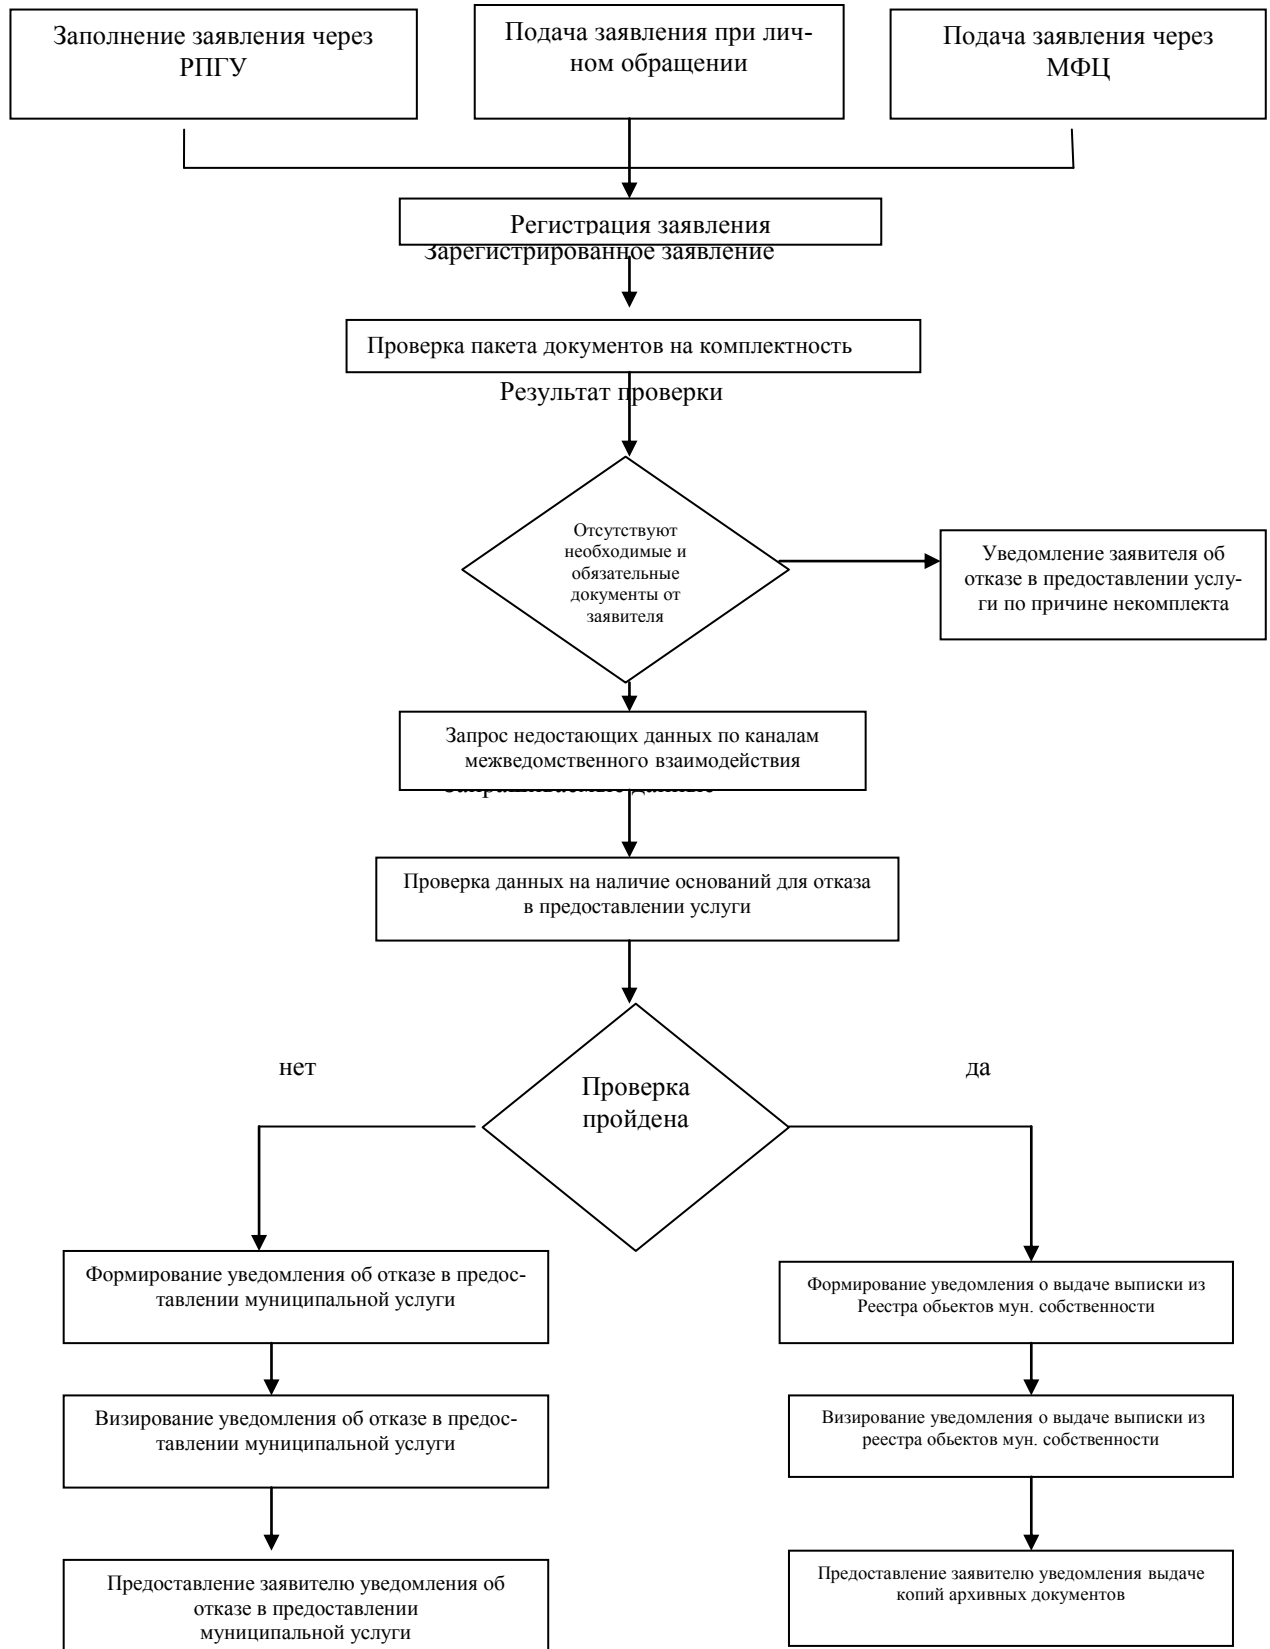 Заполнение заявления через
РПГУ
Подача заявления при лич-
ном обращении
Подача заявления через
МФЦ
Регистрация заявления
Зарегистрированное заявление
Проверка пакета документов на комплектность
Результат проверки
Отсутствуют
необходимые и
обязательные
документы от
заявителя
Уведомление заявителя об
отказе в предоставлении услу-
ги по причине некомплекта
Запрос недостающих данных по каналам
межведомственного взаимодействия
Проверка данных на наличие оснований для отказа
в предоставлении услуги
нет
да
Проверка
пройдена
Формирование уведомления об отказе в предос-
тавлении муниципальной услуги
Формирование уведомления о выдаче выписки из
Реестра обьектов мун. собственности
Визирование уведомления об отказе в предос-
тавлении муниципальной услуги
Визирование уведомления о выдаче выписки из
реестра обьектов мун. собственности
Предоставление заявителю уведомления об
отказе в предоставлении
муниципальной услуги
Предоставление заявителю уведомления выдаче
копий архивных документов